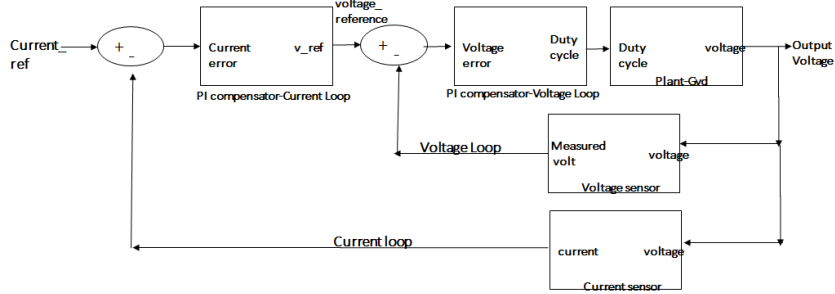 voltage_
reference
Current_
ref
+
-
Current
error
v_ref
PI compensator-Current Loop
+
-
Voltage
error
Duty
cycle
PI compensator-Voltage Loop
Duty
cycle
voltage
Plant-Gvd
Output
Voltage
Voltage Loop
Measured
volt
voltage
Voltage sensor
Current loop
current
voltage
Current sensor